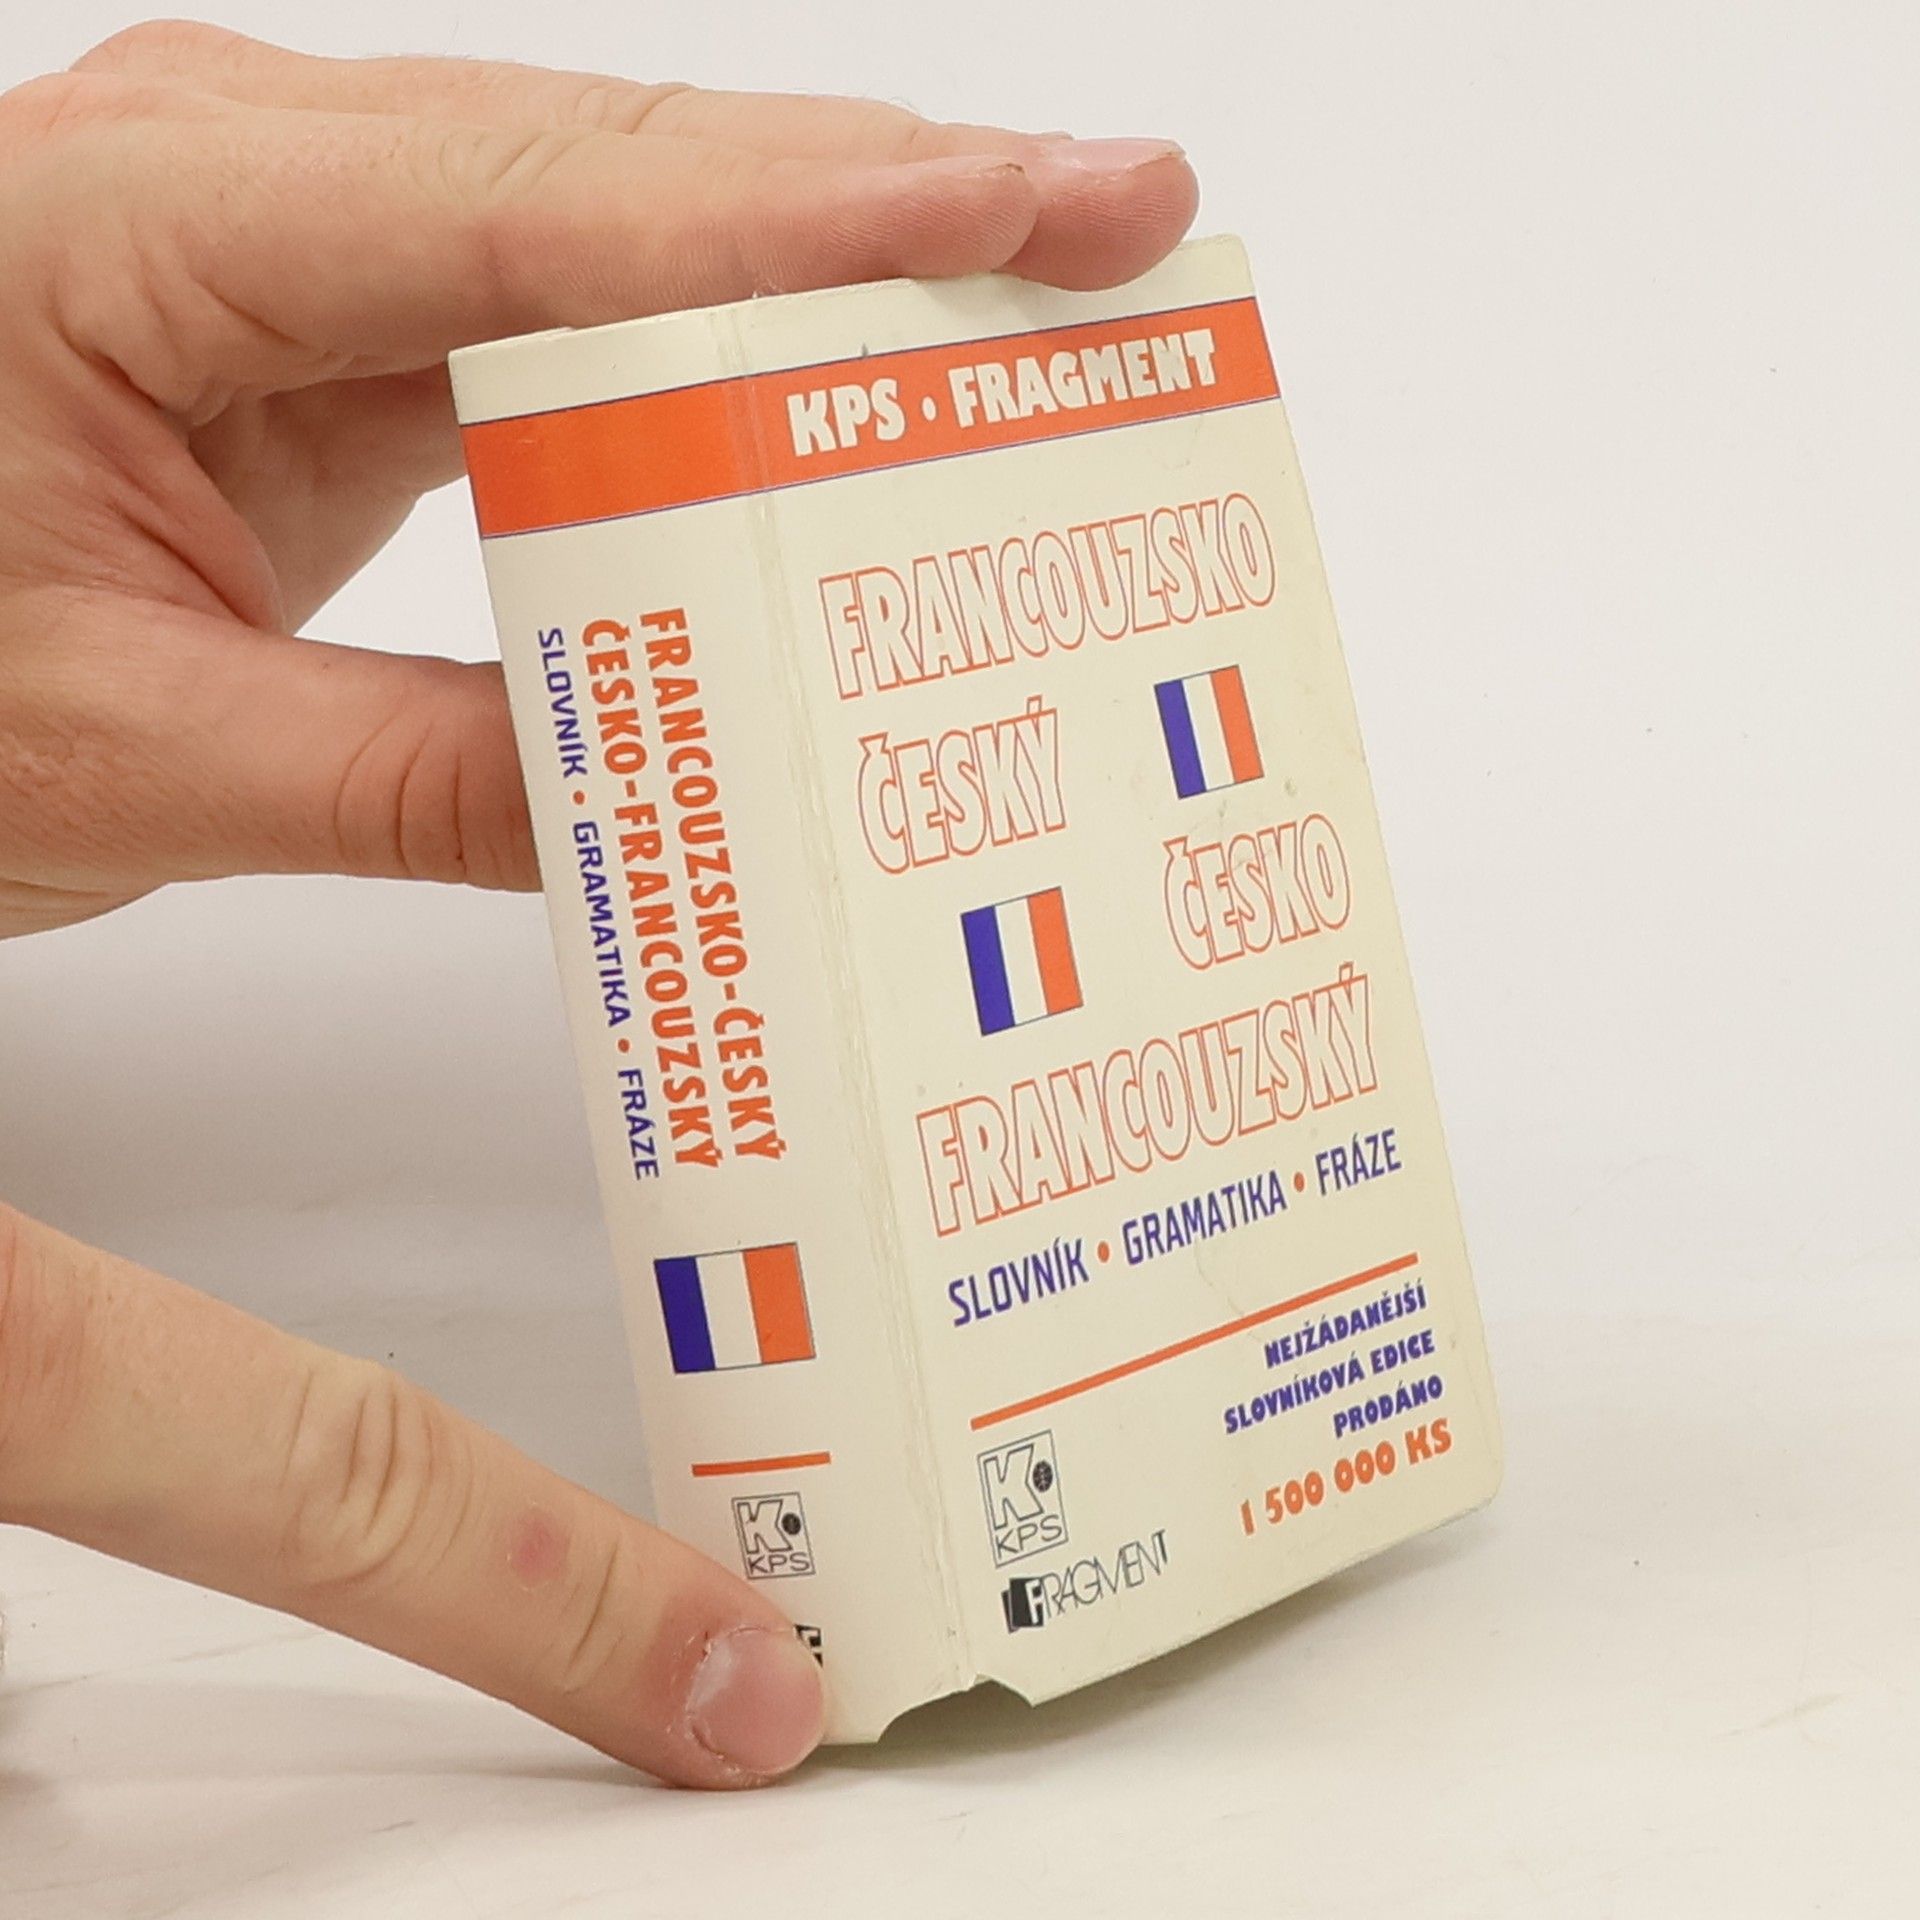 KPS • FRAGMENT
FRANCOUZSKO
ČESKÝ
ČESKO
FRANCOUZSKÝ
SLOVNÍK • GRAMATIKA • FRÁZE
NEJŽÁDANĚJŠÍ
SLOVNÍKOVÁ EDICE
PRODÁNO
1 500 000 KS
K
KPS
FRAGMENT
FRANCOUZSKO-ČESKÝ
ČESKO-FRANCOUZSKÝ
SLOVNÍK • GRAMATIKA • FRÁZE
K
KPS